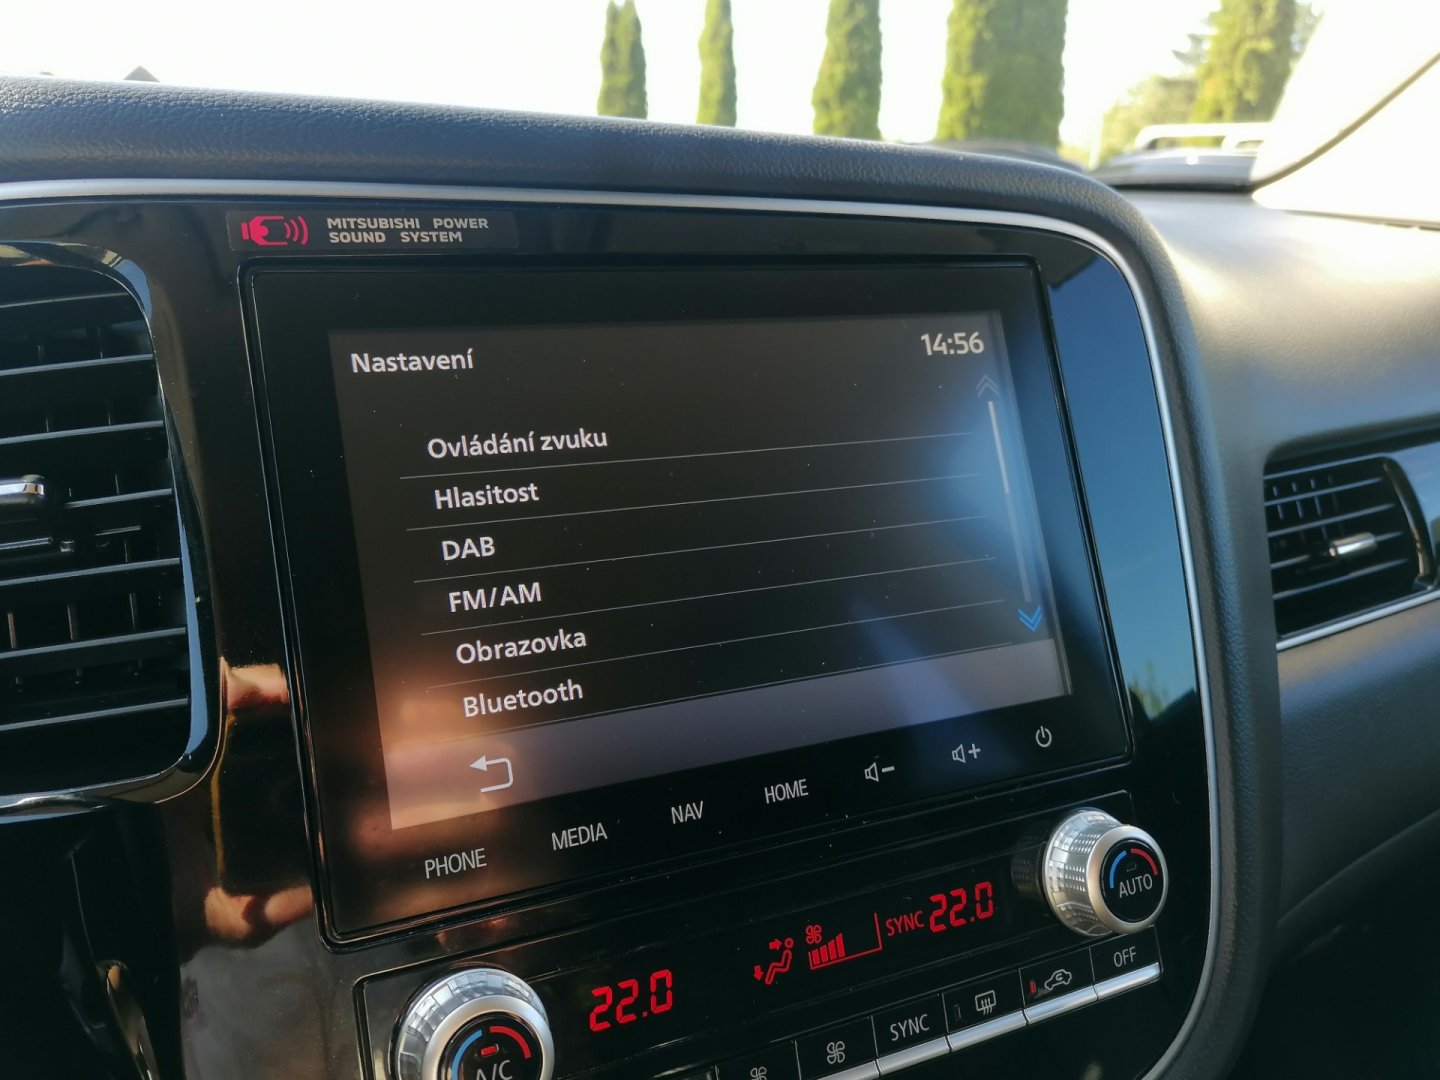 MITSUBISHI POWER
SOUND SYSTEM
Nastavení
14:56
Ovládání zvuku
Hlasitost
DAB
FM/AM
Obrazovka
Bluetooth
PHONE
MEDIA
NAV
HOME
AUTO
SYNC 22.0
22.0
OFF
SYNC
A/C